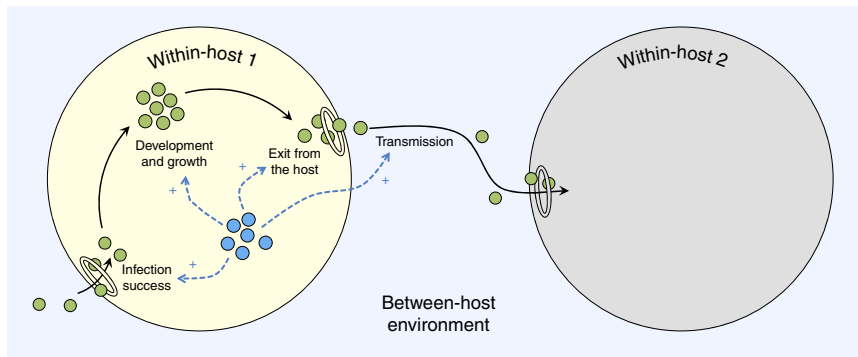 Within-host 1
Within-host 2
Development
and growth
Exit from
the host
Transmission
+
+
+
+
Infection
success
Between-host
environment